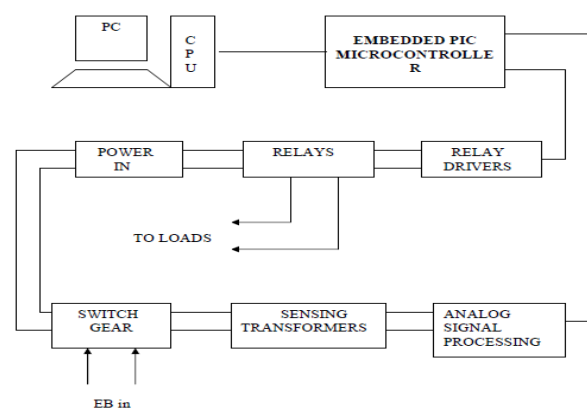 PC
C
P
U
EMBEDDED PIC
MICROCONTROLLE
R
POWER
IN
RELAYS
RELAY
DRIVERS
TO LOADS
SWITCH
GEAR
SENSING
TRANSFORMERS
ANALOG
SIGNAL
PROCESSING
EB in